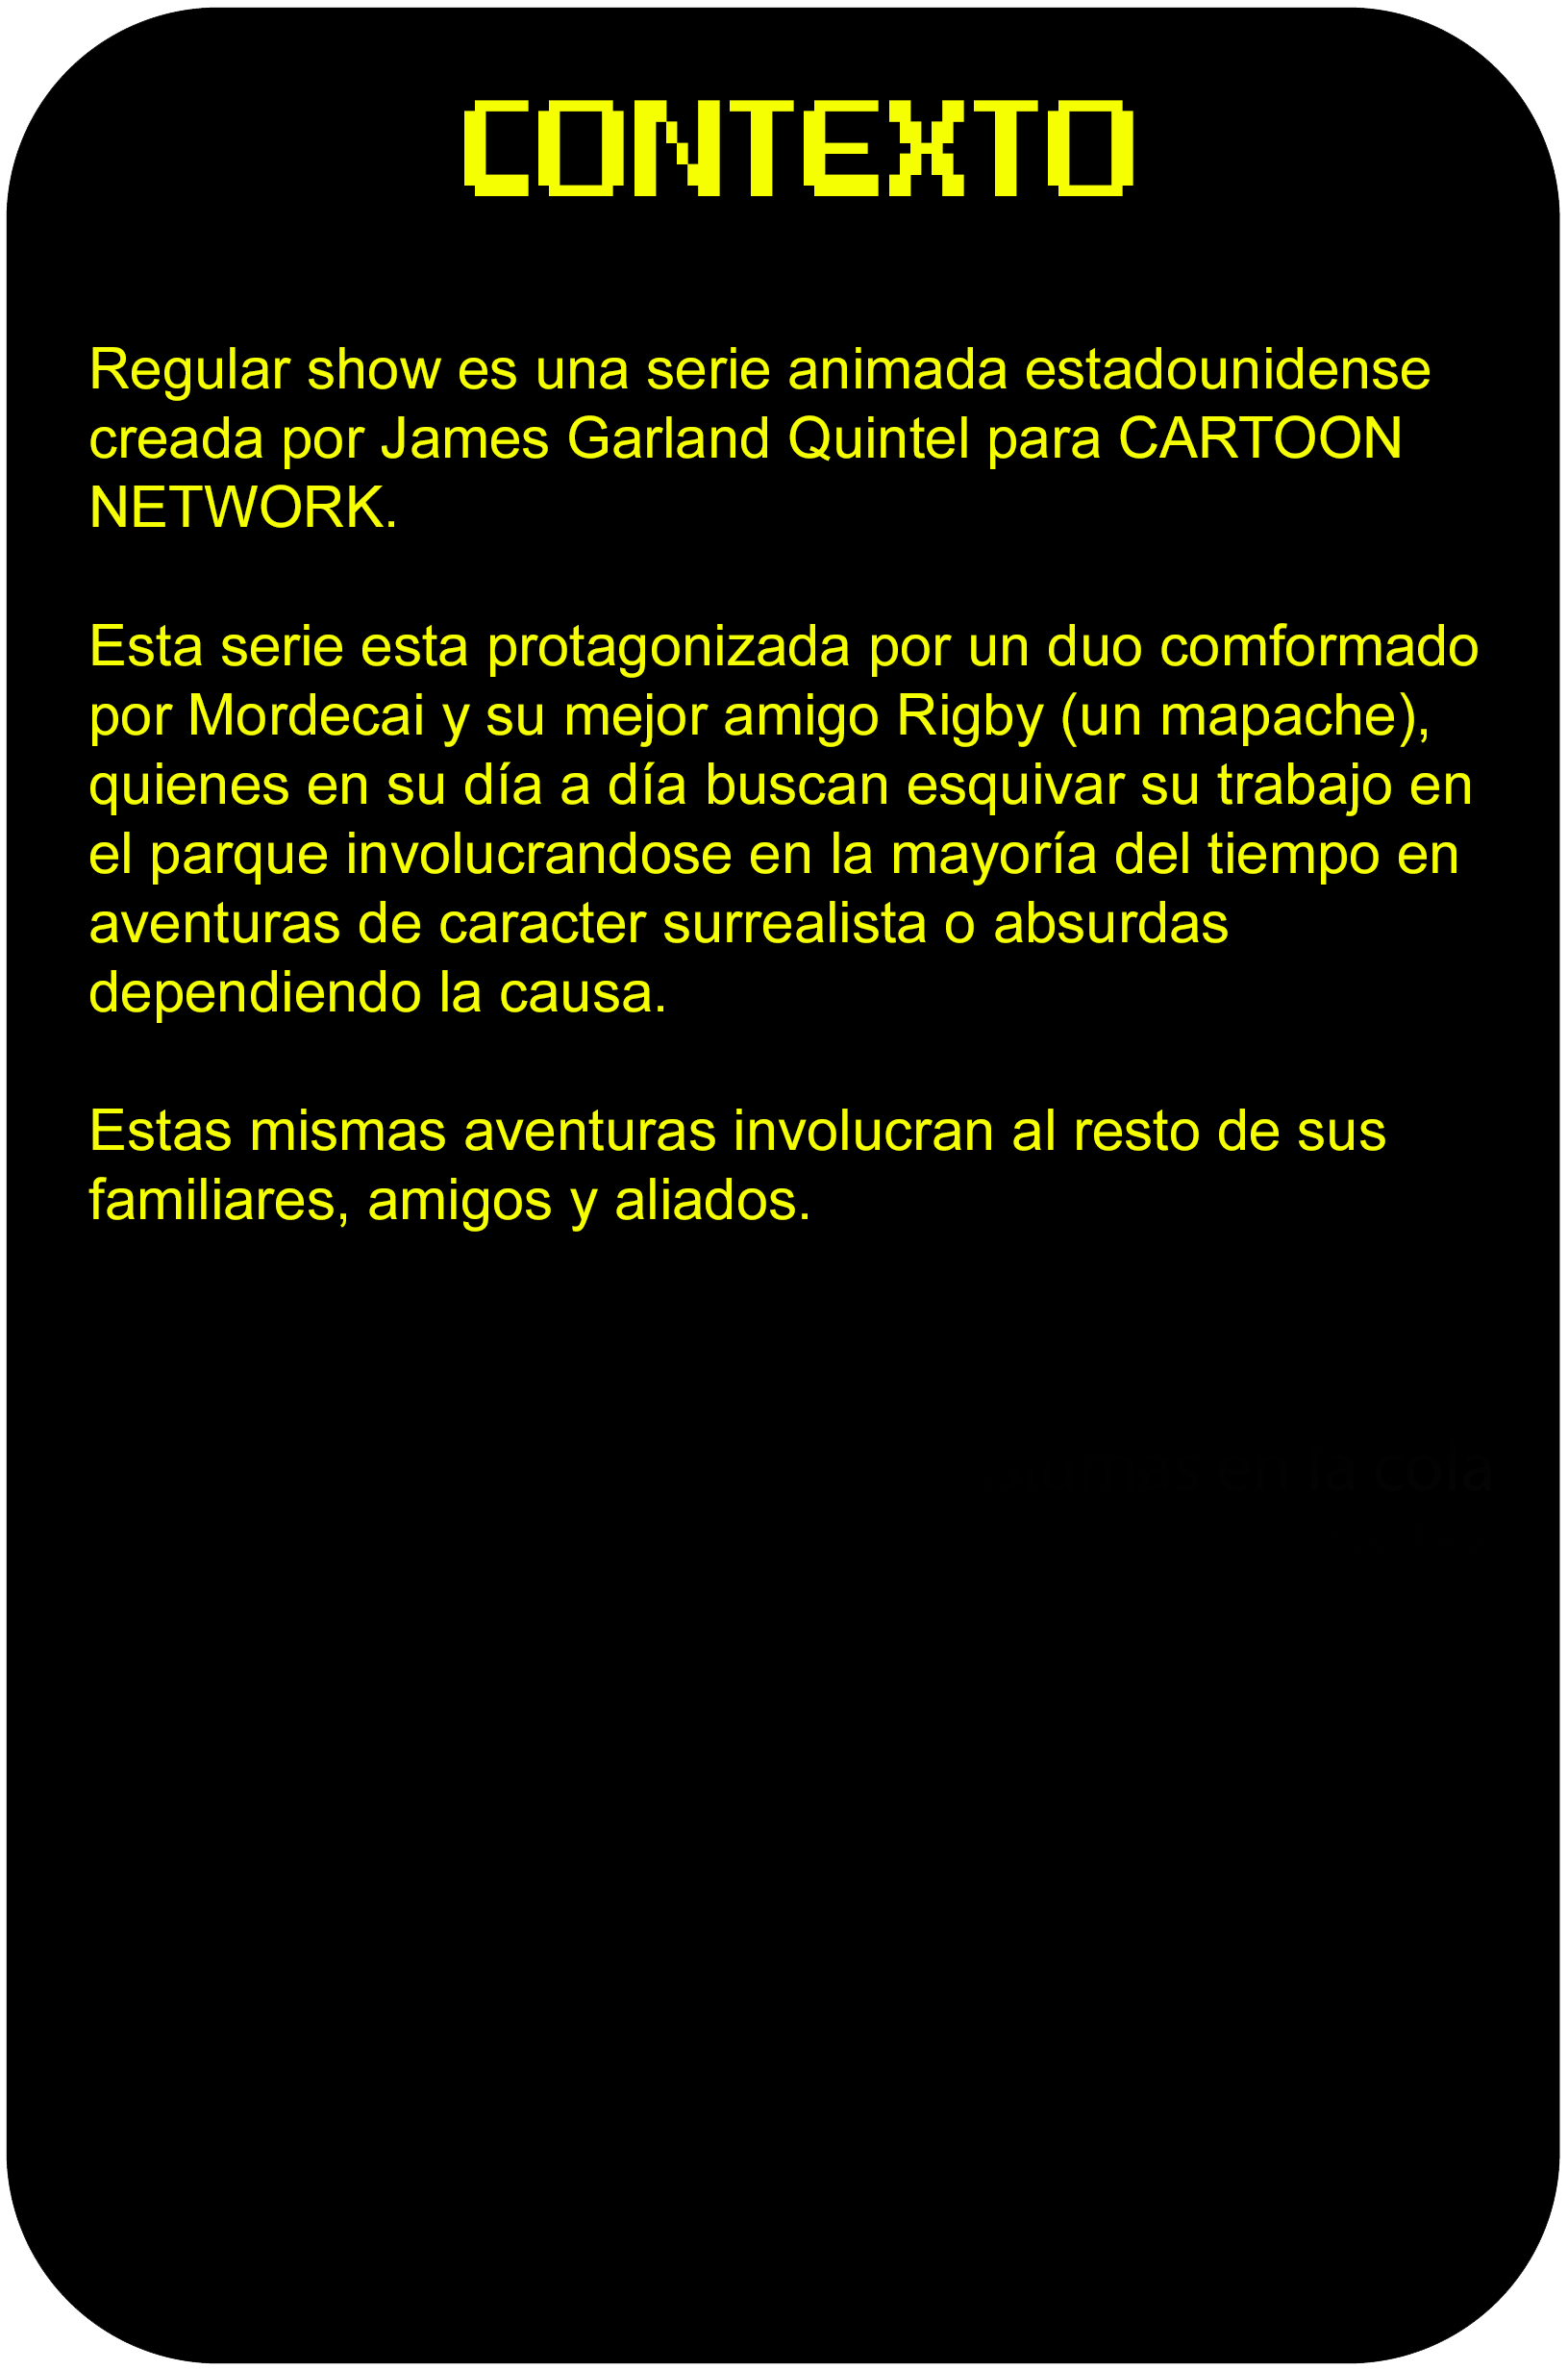 CONTEXTO
Regular show es una serie animada estadounidense
creada por James Garland Quintel para CARTOON
NETWORK.
Esta serie esta protagonizada por un duo comformado
por Mordecai y su mejor amigo Rigby (un mapache),
quienes en su día a día buscan esquivar su trabajo en
el parque involucrandose en la mayoría del tiempo en
aventuras de caracter surrealista o absurdas
dependiendo la causa.
Estas mismas aventuras involucran al resto de sus
familiares, amigos y aliados.
en la cola